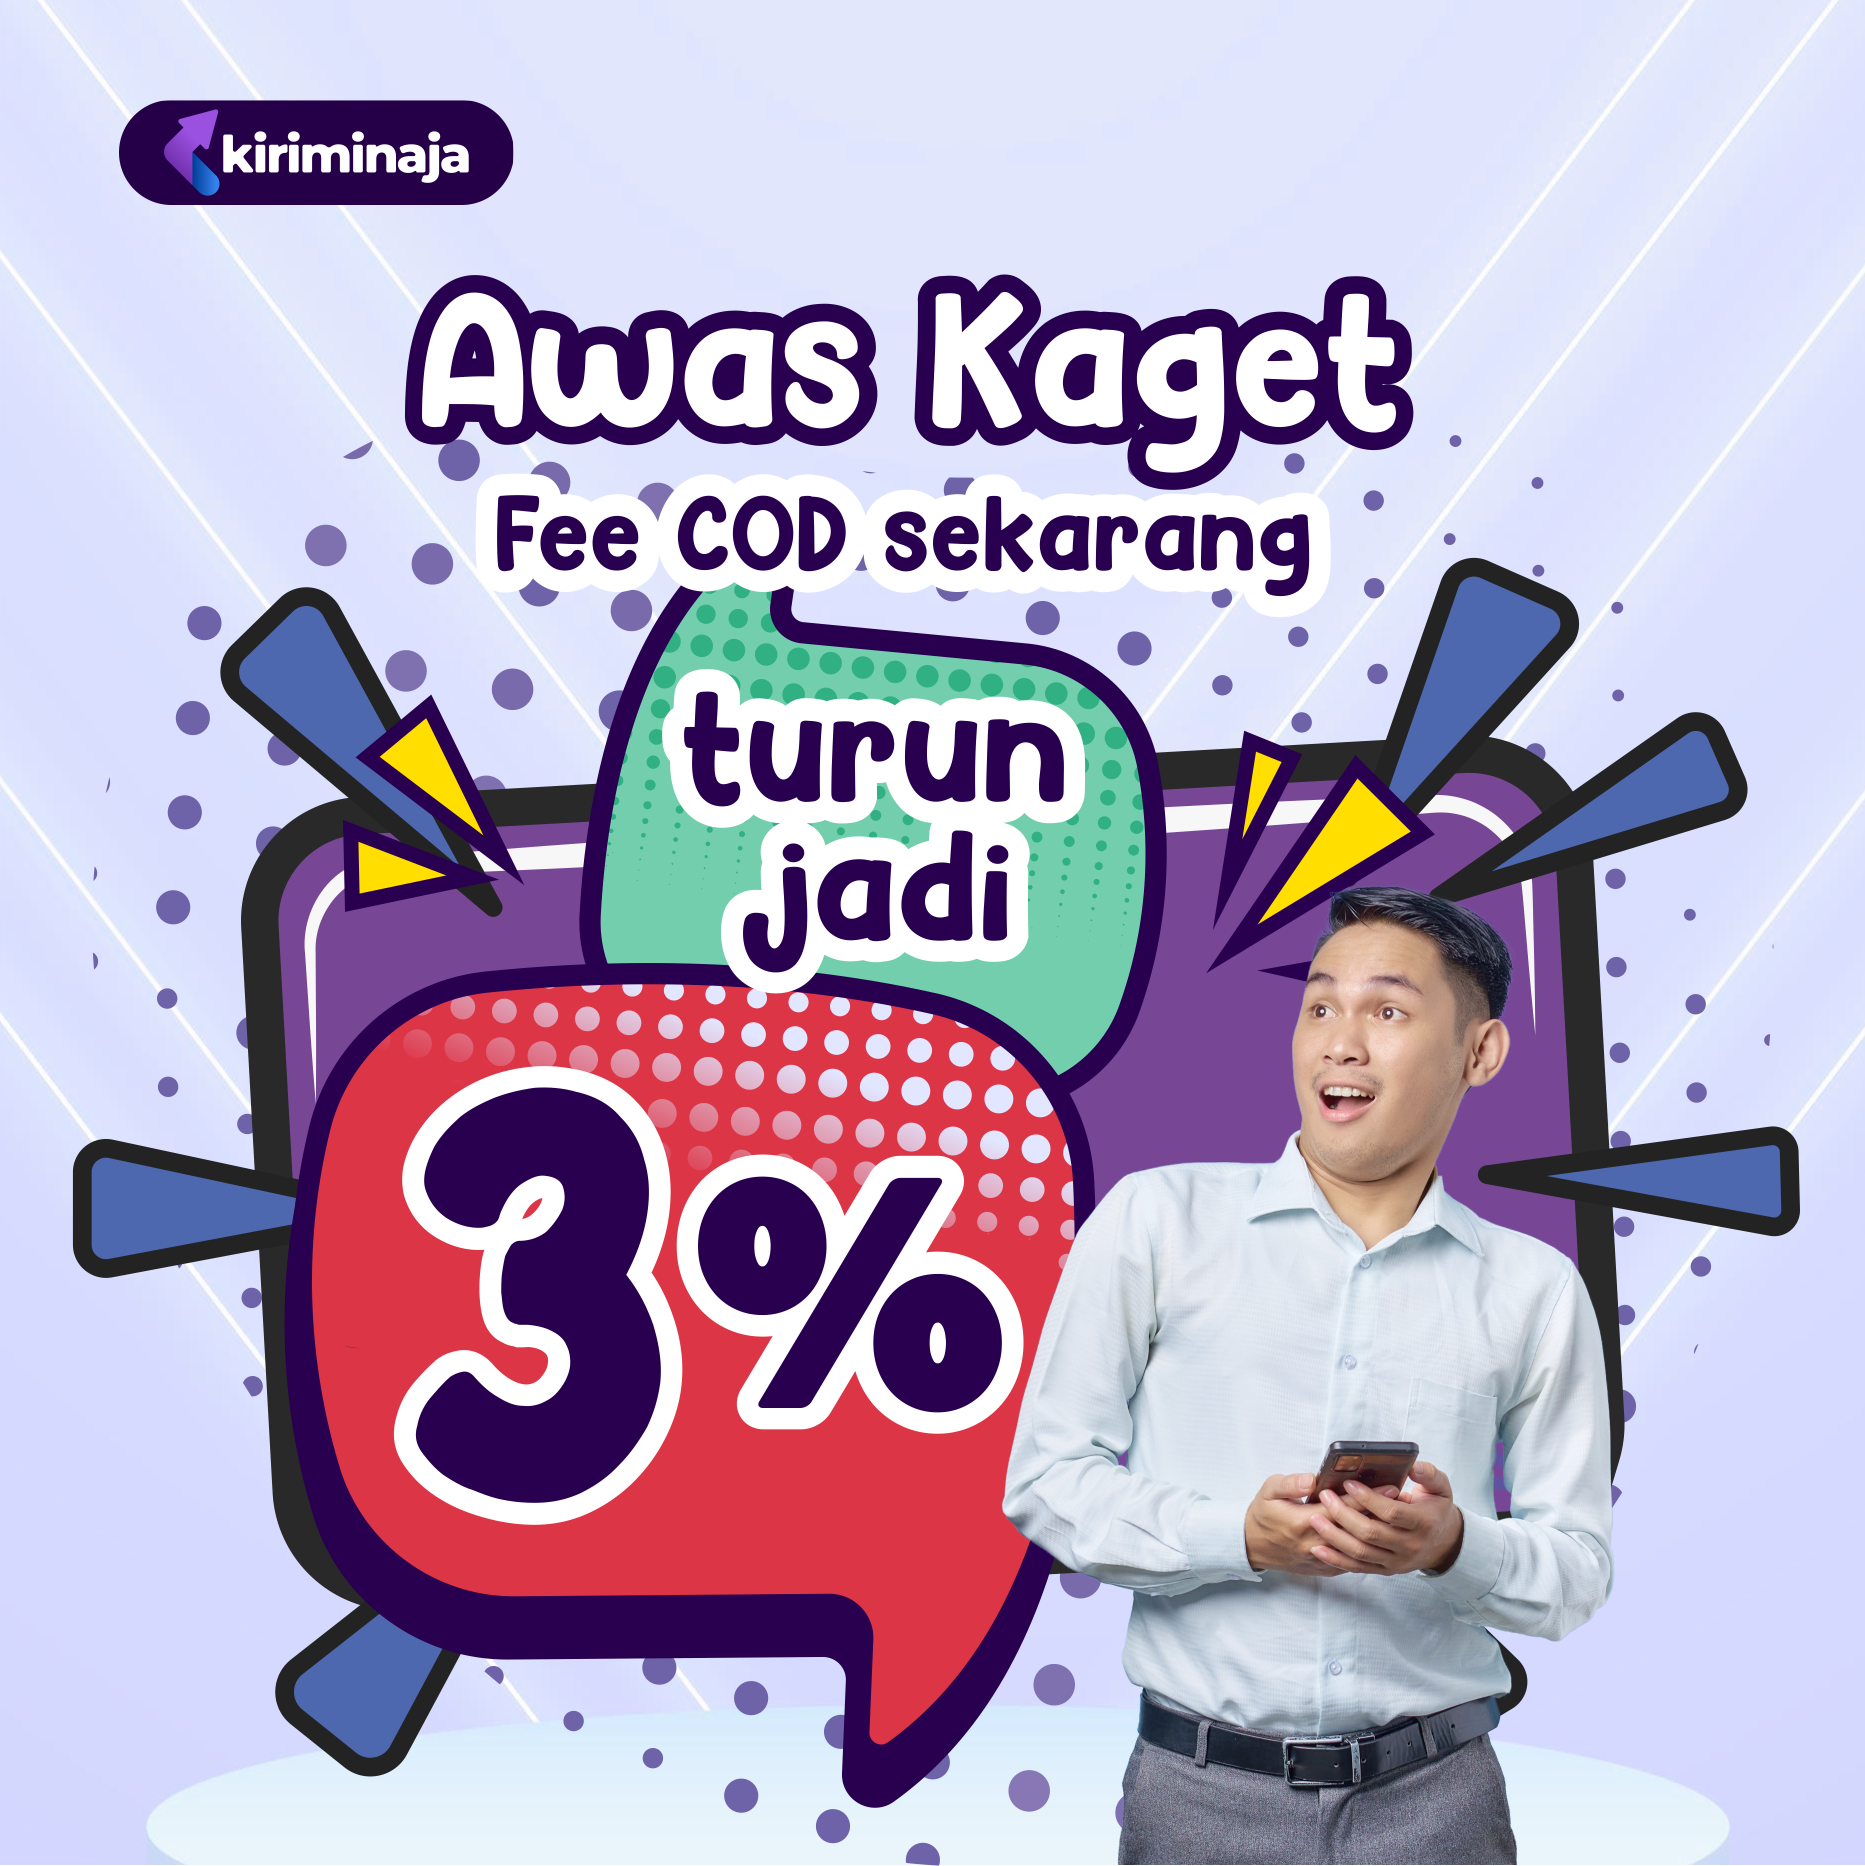 kiriminaja
Awas Kaget
Fee COD sekarang
turun
jadi
3%